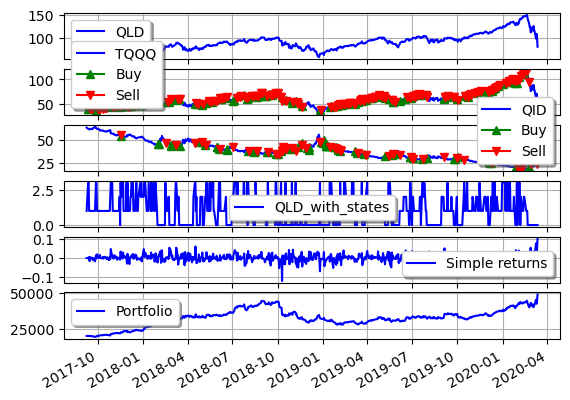 150
100
QLD
TQQQ
Buy
Sell
100
50
QID
Buy
Sell
50
25
2.5
0.0
QLD_with_states
0.1
0.0
−0.1
Simple returns
50000
25000
Portfolio
2017-10
2018-01
2018-04
2018-07
2018-10
2019-01
2019-04
2019-07
2019-10
2020-01
2020-04